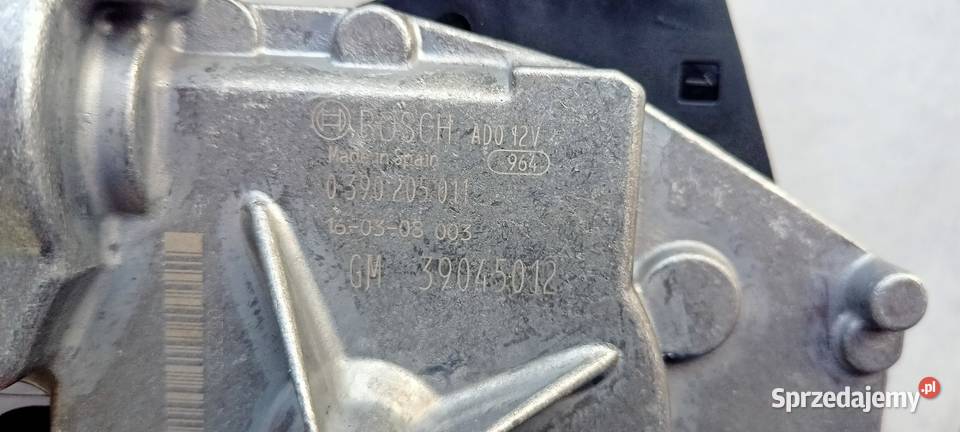 BOSCH ADO 12V
Made in Spain 964
0 390 205 011
16-03-08 003
GM 39045012
Sprzedajemy.pl